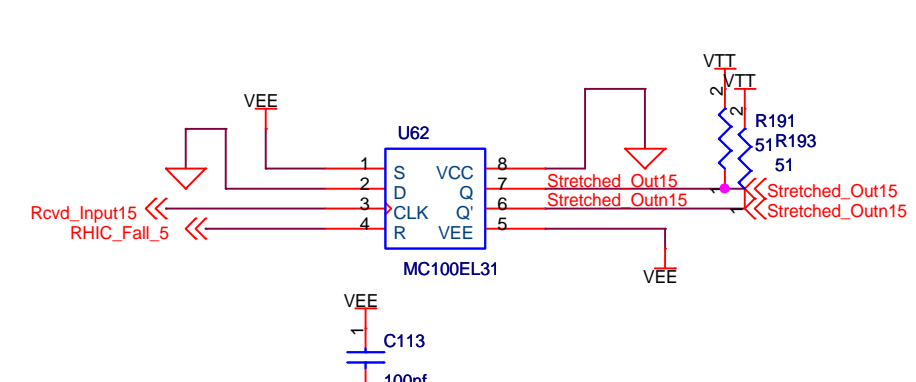 VTT
VTT
VEE
2
2
U62
R191
51
R193
51
1
S
VCC
8
2
D
Q
7
Stretched_Out15
1
Stretched_Out15
Rcvd_Input15
3
CLK
Q'
6
Stretched_Outn15
1
Stretched_Outn15
RHIC_Fall_5
4
R
VEE
5
MC100EL31
VEE
VEE
1
C113
100nf